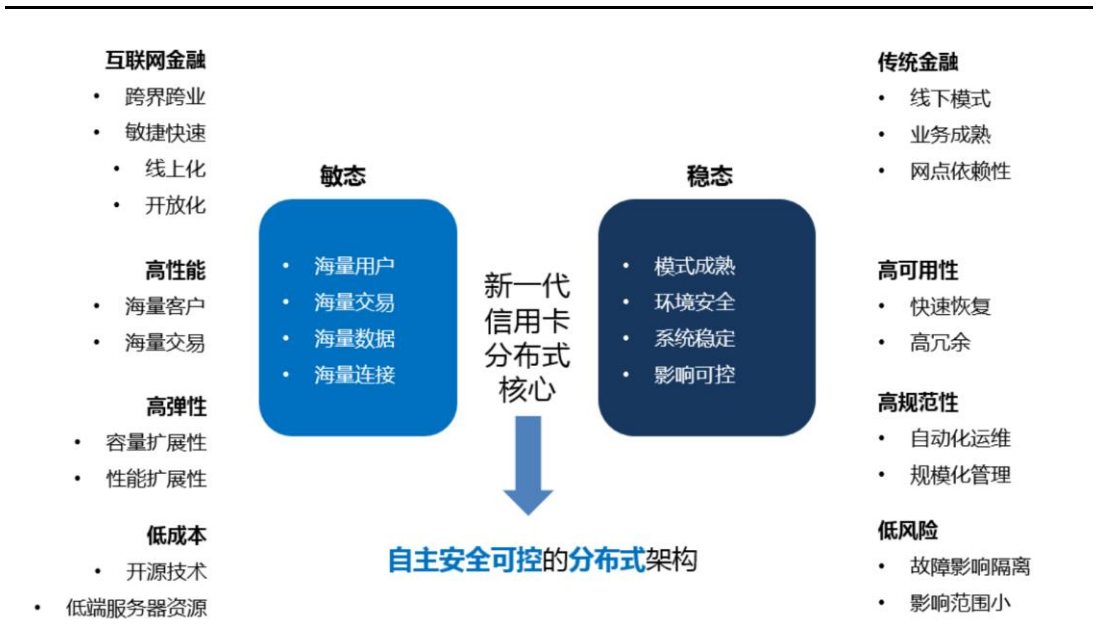 互联网金融
• 跨界跨业
• 敏捷快速
• 线上化
• 开放化
高性能
• 海量客户
• 海量交易
高弹性
• 容量扩展性
• 性能扩展性
低成本
• 开源技术
• 低端服务器资源
敏态
• 海量用户
• 海量交易
• 海量数据
• 海量连接
新一代
信用卡
分布式
核心
自主安全可控的分布式架构
稳态
• 模式成熟
• 环境安全
• 系统稳定
• 影响可控
传统金融
• 线下模式
• 业务成熟
• 网点依赖性
高可用性
• 快速恢复
• 高冗余
高规范性
• 自动化运维
• 规模化管理
低风险
• 故障影响隔离
• 影响范围小